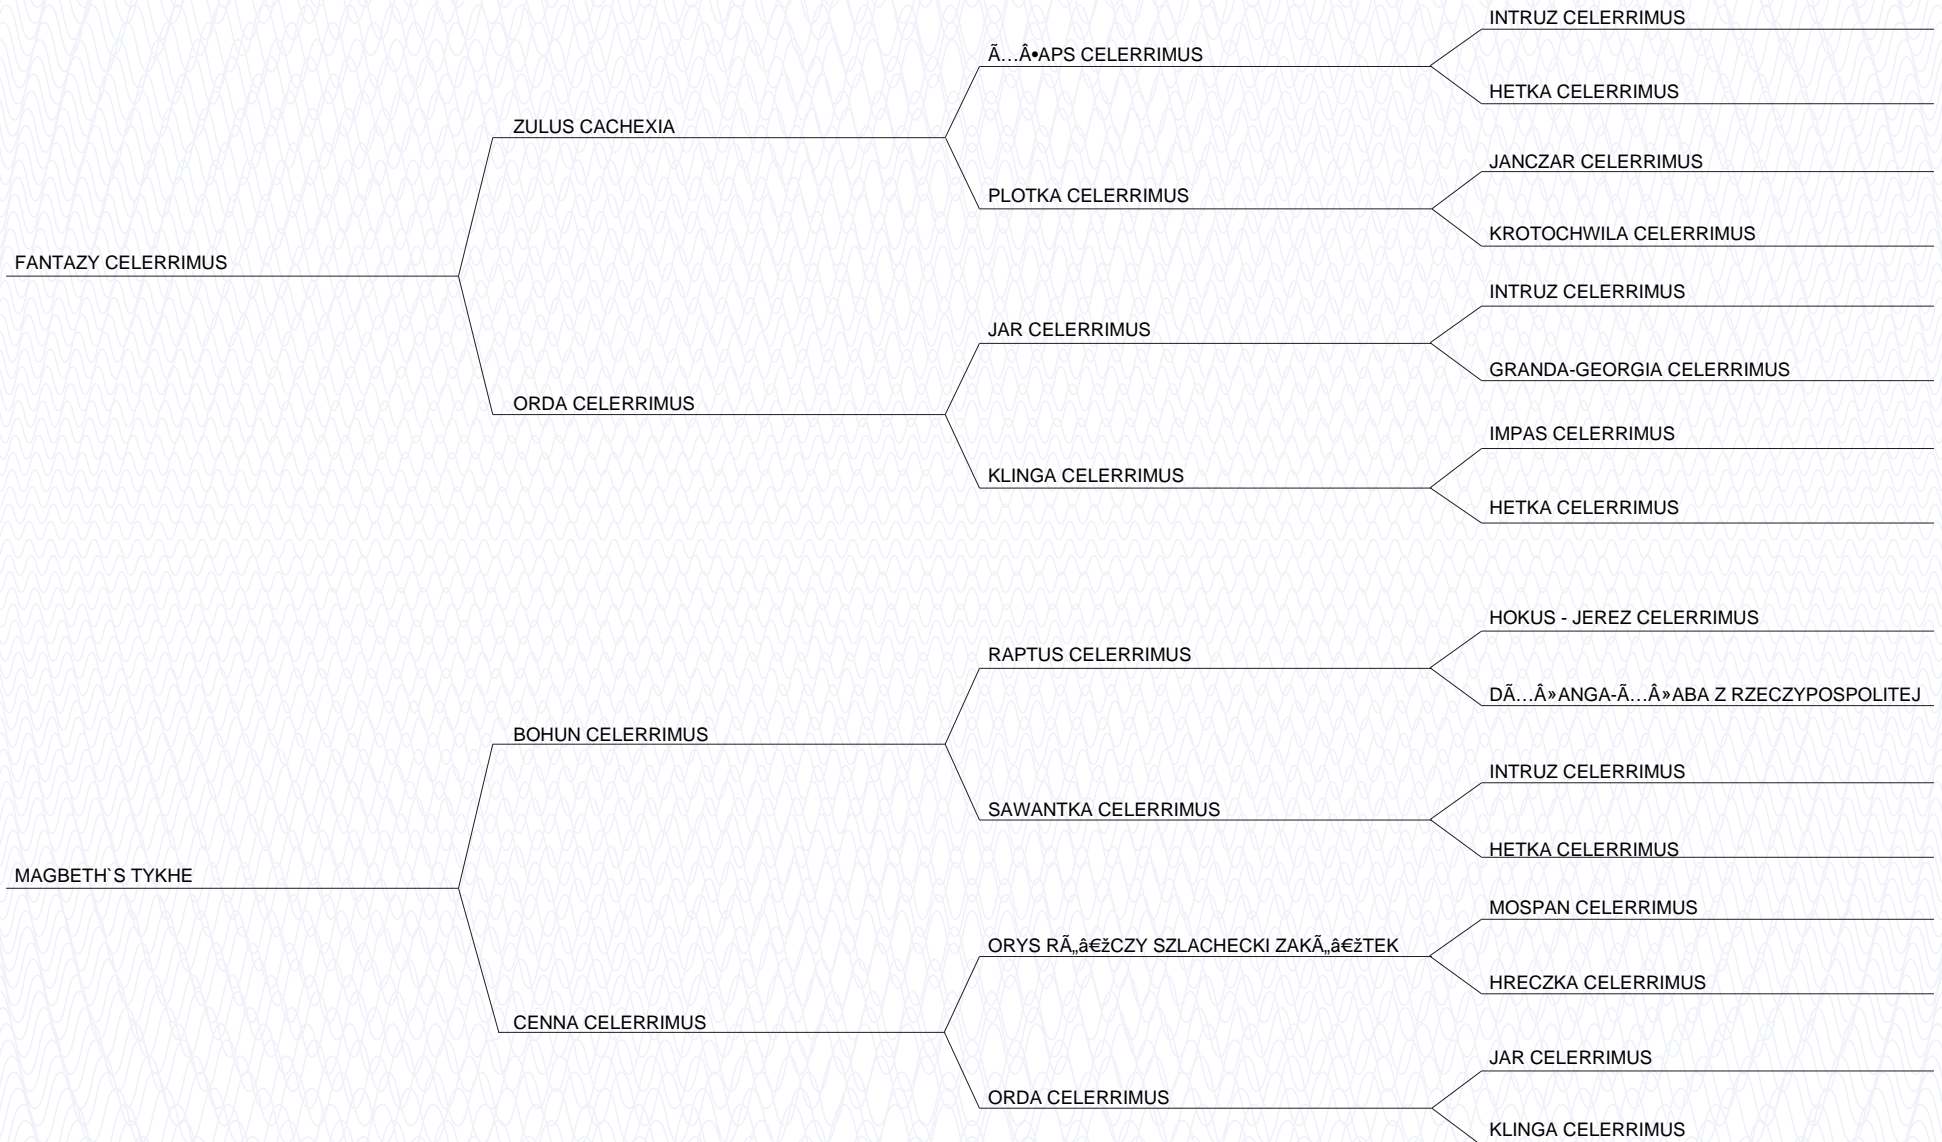 INTRUZ CELERRIMUS
Ã…Â•APS CELERRIMUS
HETKA CELERRIMUS
ZULUS CACHEXIA
JANCZAR CELERRIMUS
PLOTKA CELERRIMUS
KROTOCHWILA CELERRIMUS
FANTAZY CELERRIMUS
INTRUZ CELERRIMUS
JAR CELERRIMUS
GRANDA-GEORGIA CELERRIMUS
ORDA CELERRIMUS
IMPAS CELERRIMUS
KLINGA CELERRIMUS
HETKA CELERRIMUS
HOKUS - JEREZ CELERRIMUS
RAPTUS CELERRIMUS
DÃ…Â»ANGA-Ã…Â»ABA Z RZECZYPOSPOLITEJ
BOHUN CELERRIMUS
INTRUZ CELERRIMUS
SAWANTKA CELERRIMUS
HETKA CELERRIMUS
MAGBETH`S TYKHE
MOSPAN CELERRIMUS
ORYS RÃ„â€žCZY SZLACHECKI ZAKÃ„â€žTEK
HRECZKA CELERRIMUS
CENNA CELERRIMUS
JAR CELERRIMUS
ORDA CELERRIMUS
KLINGA CELERRIMUS